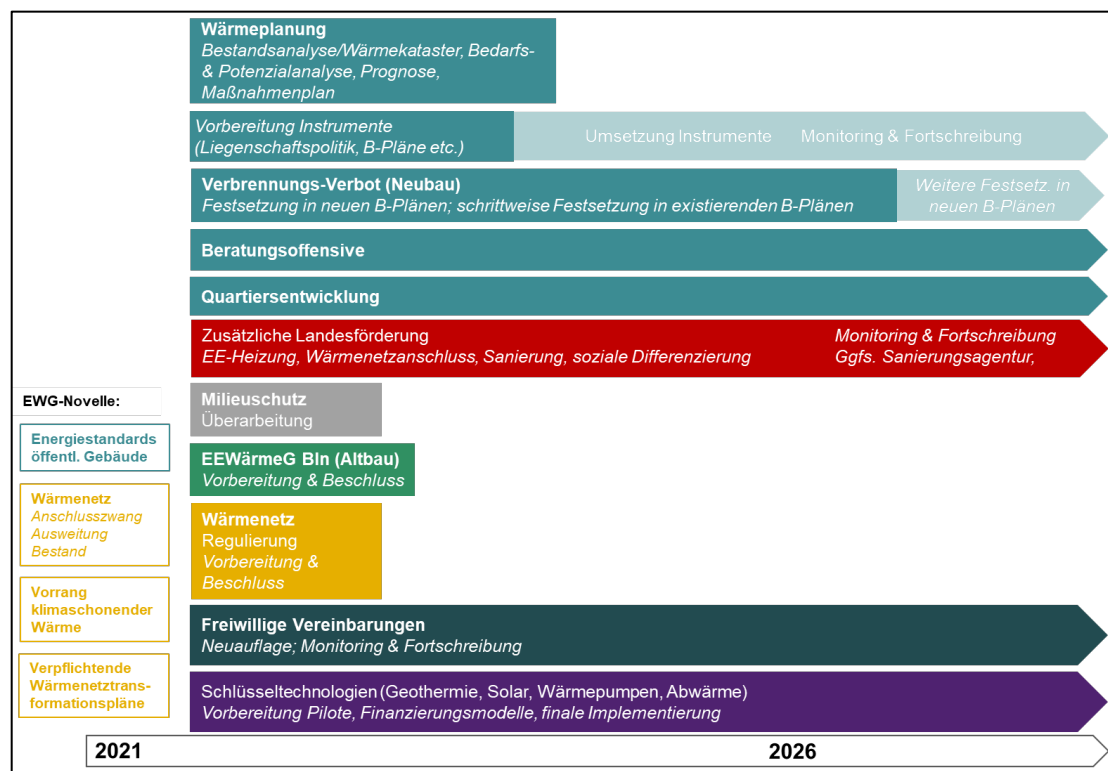 Wärmeplanung
Bestandsanalyse/Wärmekataster, Bedarfs-
& Potenzialanalyse, Prognose,
Maßnahmenplan
Vorbereitung Instrumente
(Liegenschaftspolitik, B-Pläne etc.)
Umsetzung Instrumente
Monitoring & Fortschreibung
Verbrennungs-Verbot (Neubau)
Festsetzung in neuen B-Plänen; schrittweise Festsetzung in existierenden B-Plänen
Weitere Festsetz. in
neuen B-Plänen
Beratungsoffensive
Quartiersentwicklung
Zusätzliche Landesförderung
EE-Heizung, Wärmenetzanschluss, Sanierung, soziale Differenzierung
Monitoring & Fortschreibung
Ggfs. Sanierungsagentur,
EWG-Novelle:
Energiestandards
öffentl. Gebäude
Wärmenetz
Anschlusszwang
Ausweitung
Bestand
Vorrang
klimaschonender
Wärme
Verpflichtende
Wärmenetztrans-
formationspläne
Milieuschutz
Überarbeitung
EEWärmeG Bln (Altbau)
Vorbereitung & Beschluss
Wärmenetz
Regulierung
Vorbereitung &
Beschluss
Freiwillige Vereinbarungen
Neuauflage; Monitoring & Fortschreibung
Schlüsseltechnologien (Geothermie, Solar, Wärmepumpen, Abwärme)
Vorbereitung Pilote, Finanzierungsmodelle, finale Implementierung
2021
2026